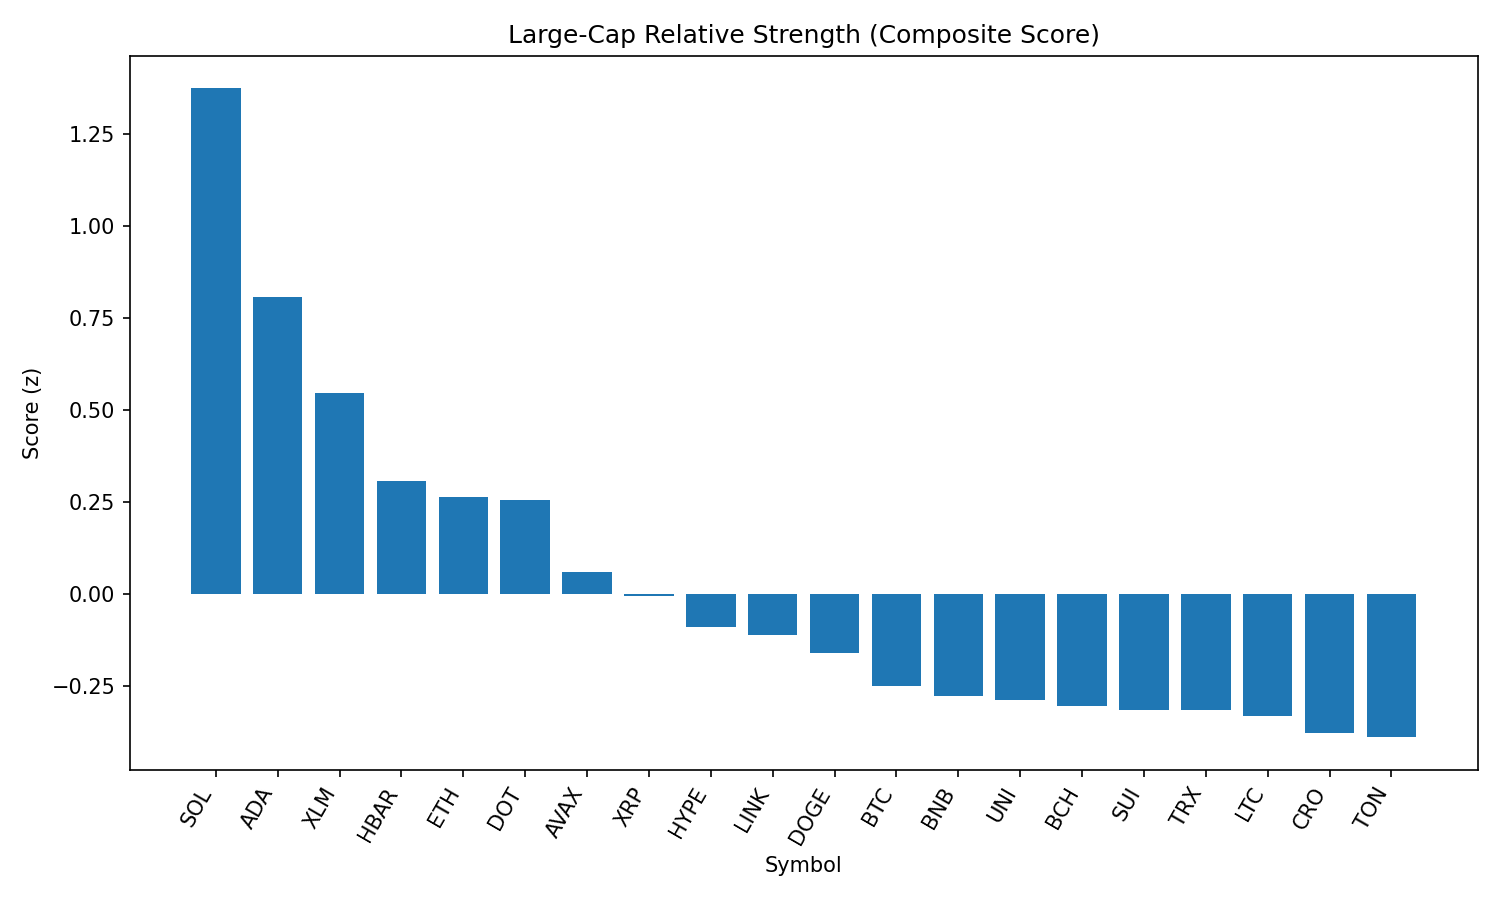 Large-Cap Relative Strength (Composite Score)
1.25
1.00
0.75
0.50
0.25
0.00
−0.25
Score (z)
SOL
ADA
XLM
HBAR
ETH
DOT
AVAX
XRP
HYPE
LINK
DOGE
BTC
BNB
UNI
BCH
SUI
TRX
LTC
CRO
TON
Symbol